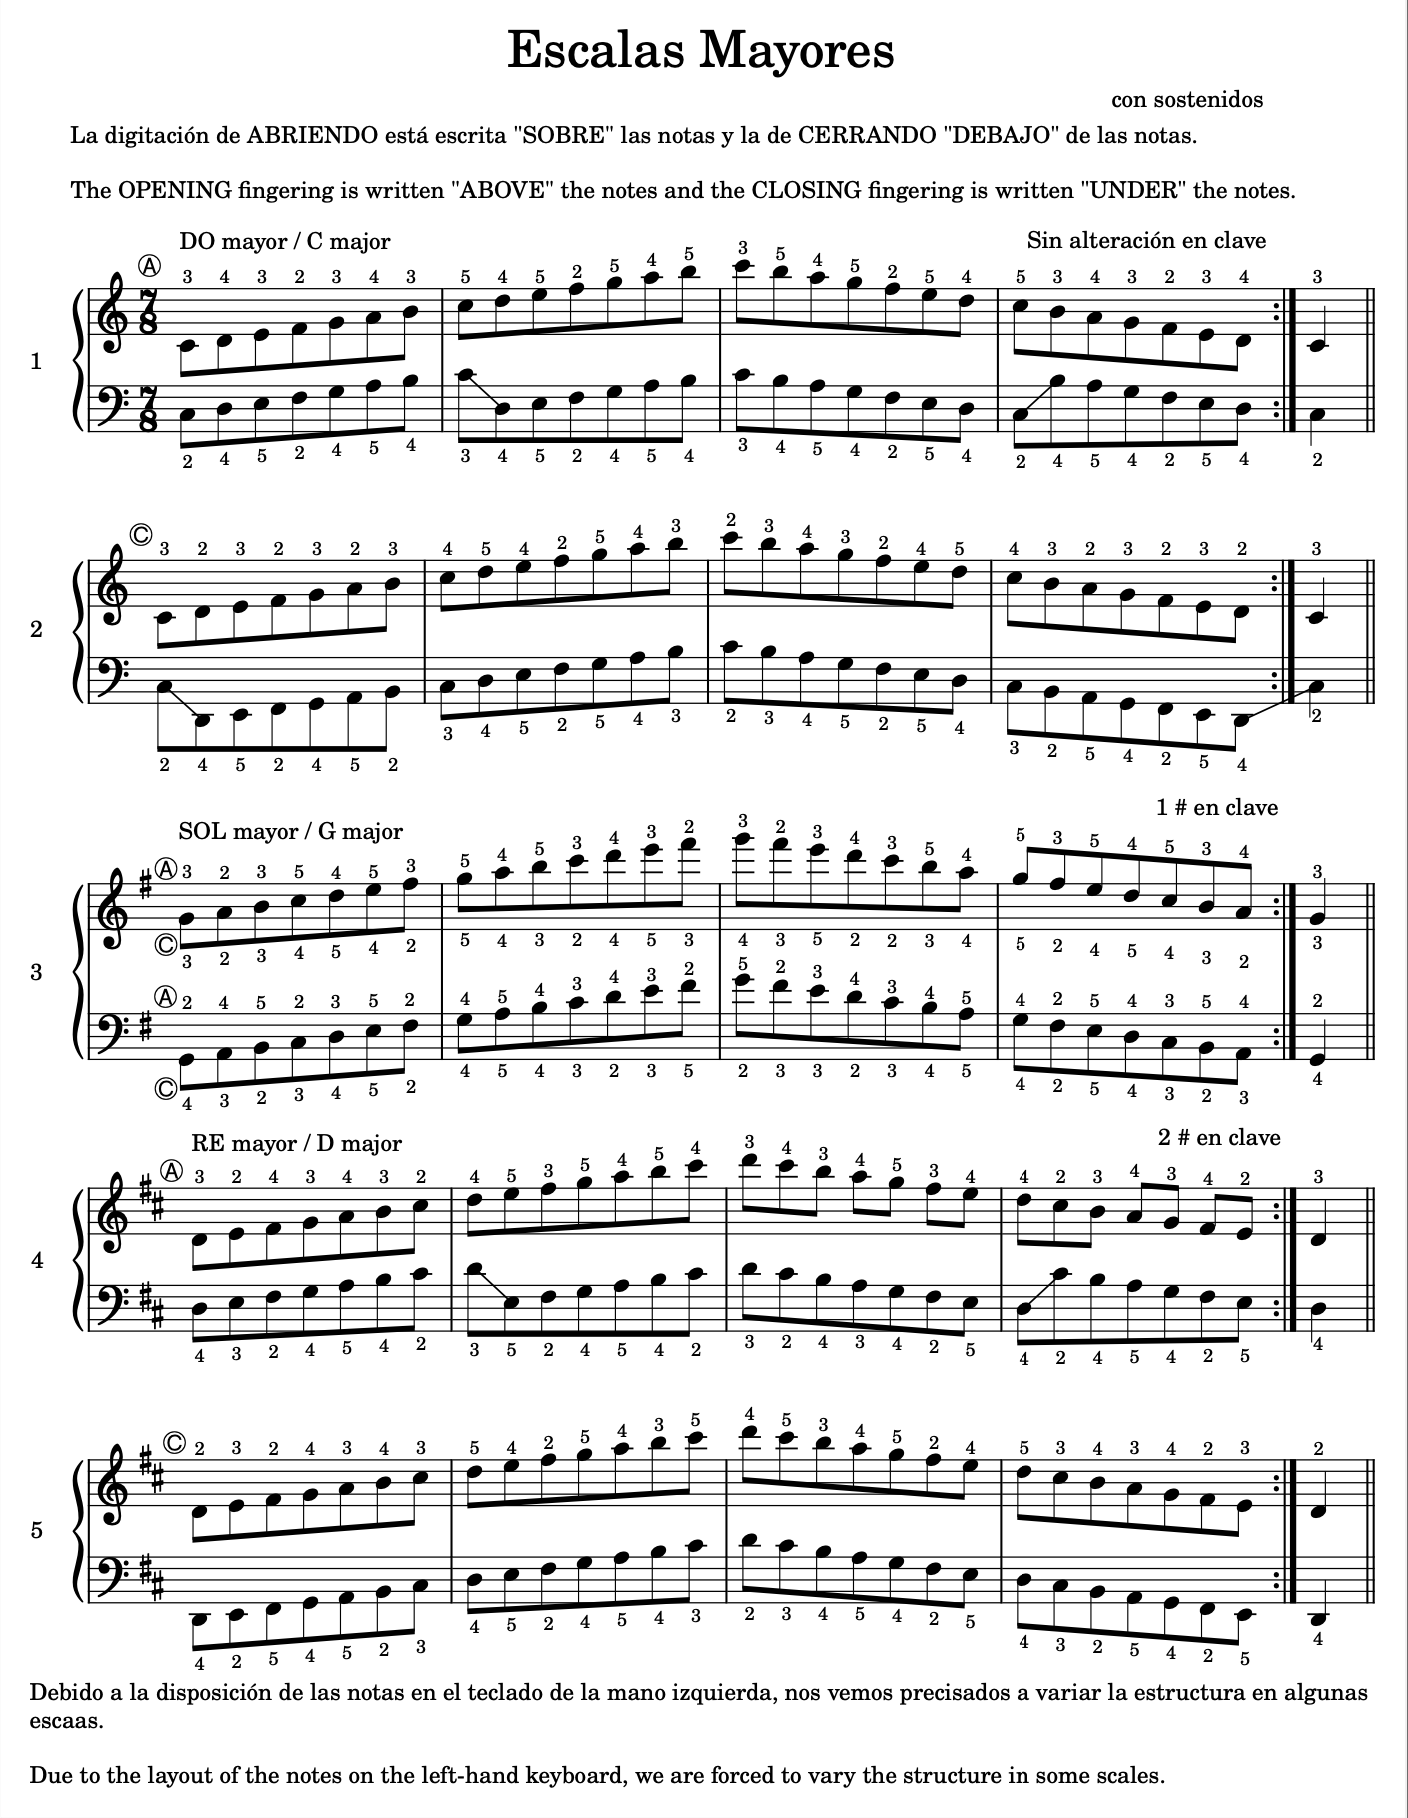 Escalas Mayores
con sostenidos
La digitación de ABRIENDO está escrita "SOBRE" las notas y la de CERRANDO "DEBAJO" de las notas.
The OPENING fingering is written "ABOVE" the notes and the CLOSING fingering is written "UNDER" the notes.
DO mayor / C major
Sin alteración en clave
Ⓐ
3 4 3 2 3 4 3 5 4 5 2 5 4 5 3 5 4 5 2 5 4 5 3 4 3 2 3 4 3
7 8
1
7 8
2 4 5 2 4 5 4 3 4 5 2 4 5 4 3 4 5 4 2 5 4 2 4 5 4 2 5 4 2
Ⓒ
3 2 3 2 3 2 3 4 5 4 2 5 4 3 2 3 4 3 2 4 5 4 3 2 3 2 3 2 3
2
2 4 5 2 4 5 2 3 4 5 2 5 4 3 2 3 4 5 2 5 4 3 2 5 4 2 5 4 2
1 # en clave
SOL mayor / G major
Ⓐ
3 2 3 5 4 5 3 5 4 5 3 4 3 2 3 2 3 4 3 5 4 5 3 5 4 5 3 4 3
Ⓒ
3 2 3 4 5 4 2 5 4 3 2 4 5 3 4 3 5 2 2 3 4 5 2 4 5 4 3 2 3
3
Ⓐ
2 4 5 2 3 5 2 4 5 4 3 4 3 2 5 2 3 4 3 4 5 4 2 5 4 3 5 4 2
Ⓒ
4 3 2 3 4 5 2 4 5 4 3 2 3 5 2 3 3 2 3 4 5 4 2 5 4 3 2 3 4
RE mayor / D major
2 # en clave
Ⓐ
3 2 4 3 4 3 2 4 5 3 5 4 5 4 3 4 3 4 5 3 4 4 2 3 4 3 4 2 3
4
4 3 2 4 5 4 2 3 5 2 4 5 4 2 3 2 4 3 4 2 5 4 2 4 5 4 2 5 4
Ⓒ
2 3 2 4 3 4 3 5 4 2 5 4 3 5 4 5 3 4 5 2 4 5 3 4 3 4 2 3 2
5
4 2 5 4 5 2 3 4 5 2 4 5 4 3 2 3 4 5 4 2 5 4 3 2 5 4 2 5 4
Debido a la disposición de las notas en el teclado de la mano izquierda, nos vemos precisados a variar la estructura en algunas
escaas.
Due to the layout of the notes on the left-hand keyboard, we are forced to vary the structure in some scales.